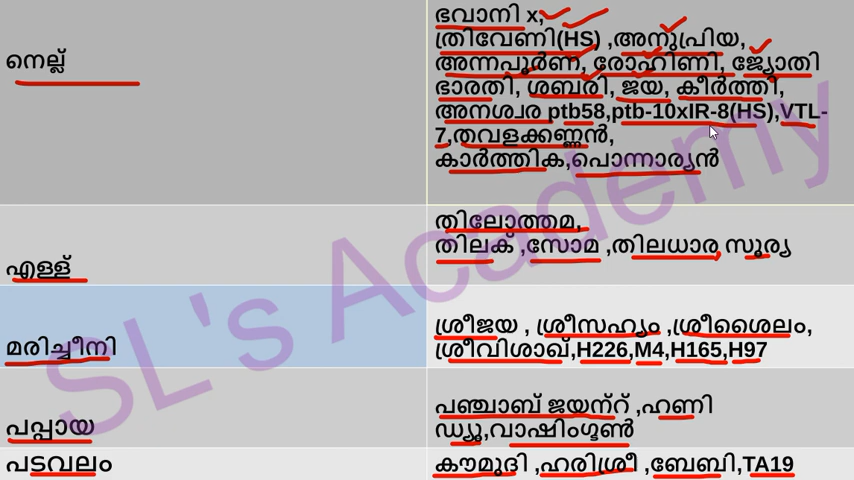 നെല്ല്
ഭവാനി x,
ത്രിവേണി(HS) ,അനുപ്രിയ,
അന്നപൂർണ, രോഹിണി, ജ്യോതി
ഭാരതി, ശബരി, ജയ, കീർത്തി,
അനശ്വര ptb58,ptb-10xIR-8(HS),VTL-
7,തവളക്കണ്ണൻ,
കാർത്തിക,പൊന്നാര്യൻ
എള്ള്
തിലോത്തമ,
തിലക് ,സോമ ,തിലധാര, സൂര്യ
മരിച്ചീനി
ശ്രീജയ , ശ്രീസഹ്യം ,ശ്രീശൈലം,
ശ്രീവിശാഖ്,H226,M4,H165,H97
പപ്പായ
പഞ്ചാബ് ജയന്റ് ,ഹണി
ഡ്യൂ,വാഷിംഗ്ടൺ
പടവലം
കൗമുദി ,ഹരിശ്രീ ,ബേബി,TA19
SL's Academy